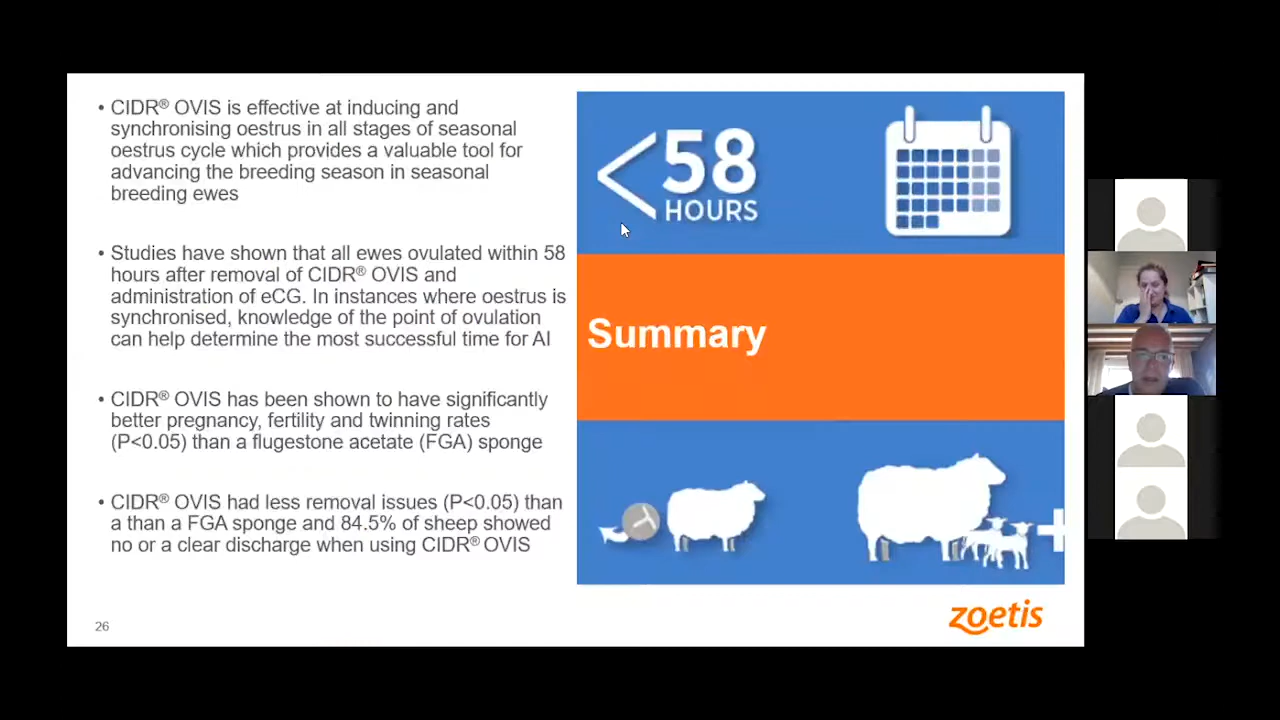 • CIDR® OVIS is effective at inducing and
synchronising oestrus in all stages of seasonal
oestrus cycle which provides a valuable tool for
advancing the breeding season in seasonal
breeding ewes
• Studies have shown that all ewes ovulated within 58
hours after removal of CIDR® OVIS and
administration of eCG. In instances where oestrus is
synchronised, knowledge of the point of ovulation
can help determine the most successful time for AI
• CIDR® OVIS has been shown to have significantly
better pregnancy, fertility and twinning rates
(P<0.05) than a flugestone acetate (FGA) sponge
• CIDR® OVIS had less removal issues (P<0.05) than
a than a FGA sponge and 84.5% of sheep showed
no or a clear discharge when using CIDR® OVIS
<58
HOURS
Summary
+
26
zoetis